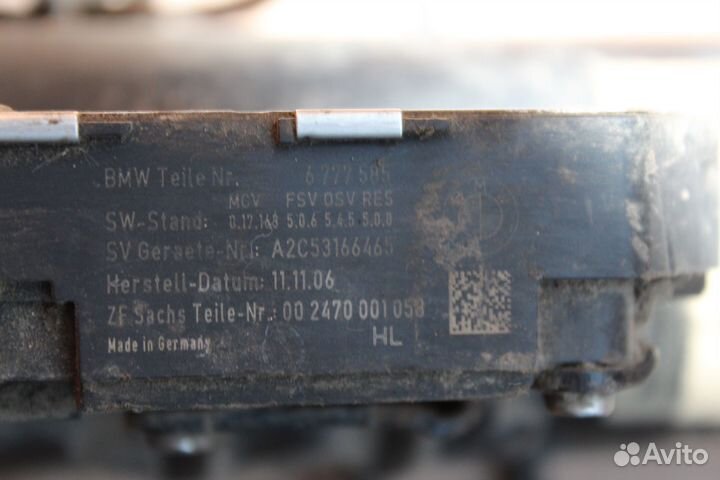 BMW Teile Nr. 6 777 585
MCV FSV OSV RES
SW-Stand: 0.17.148 5.0.6 5.4.5 5.0.0
SV Geraete-Nr.: A2C53166465
Herstell-Datum: 11.11.06
ZF Sachs Teile-Nr.: 00 2470 001 058
HL
Made in Germany
Avito